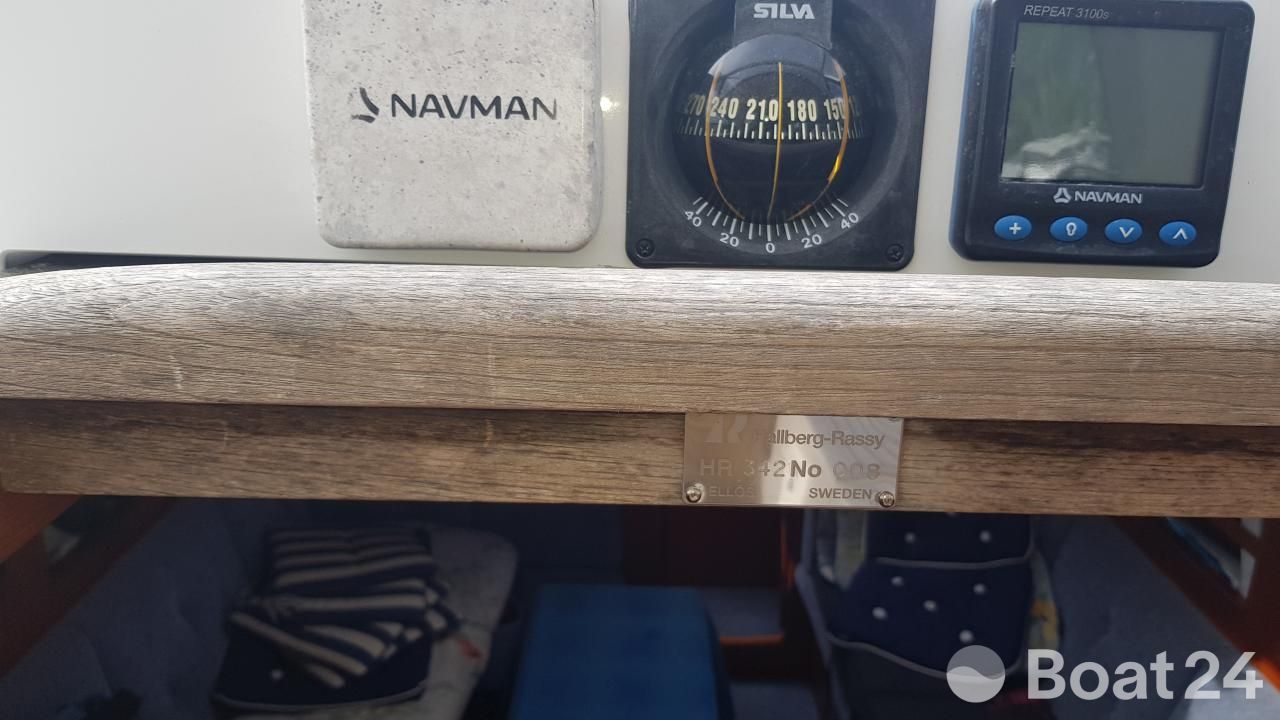 NAVMAN
SILVA
270 240 210 180 150
40 20 0 20 40
REPEAT 3100s
NAVMAN
Hallberg-Rassy
HR 342 No 008
ELLÖS SWEDEN
Boat24